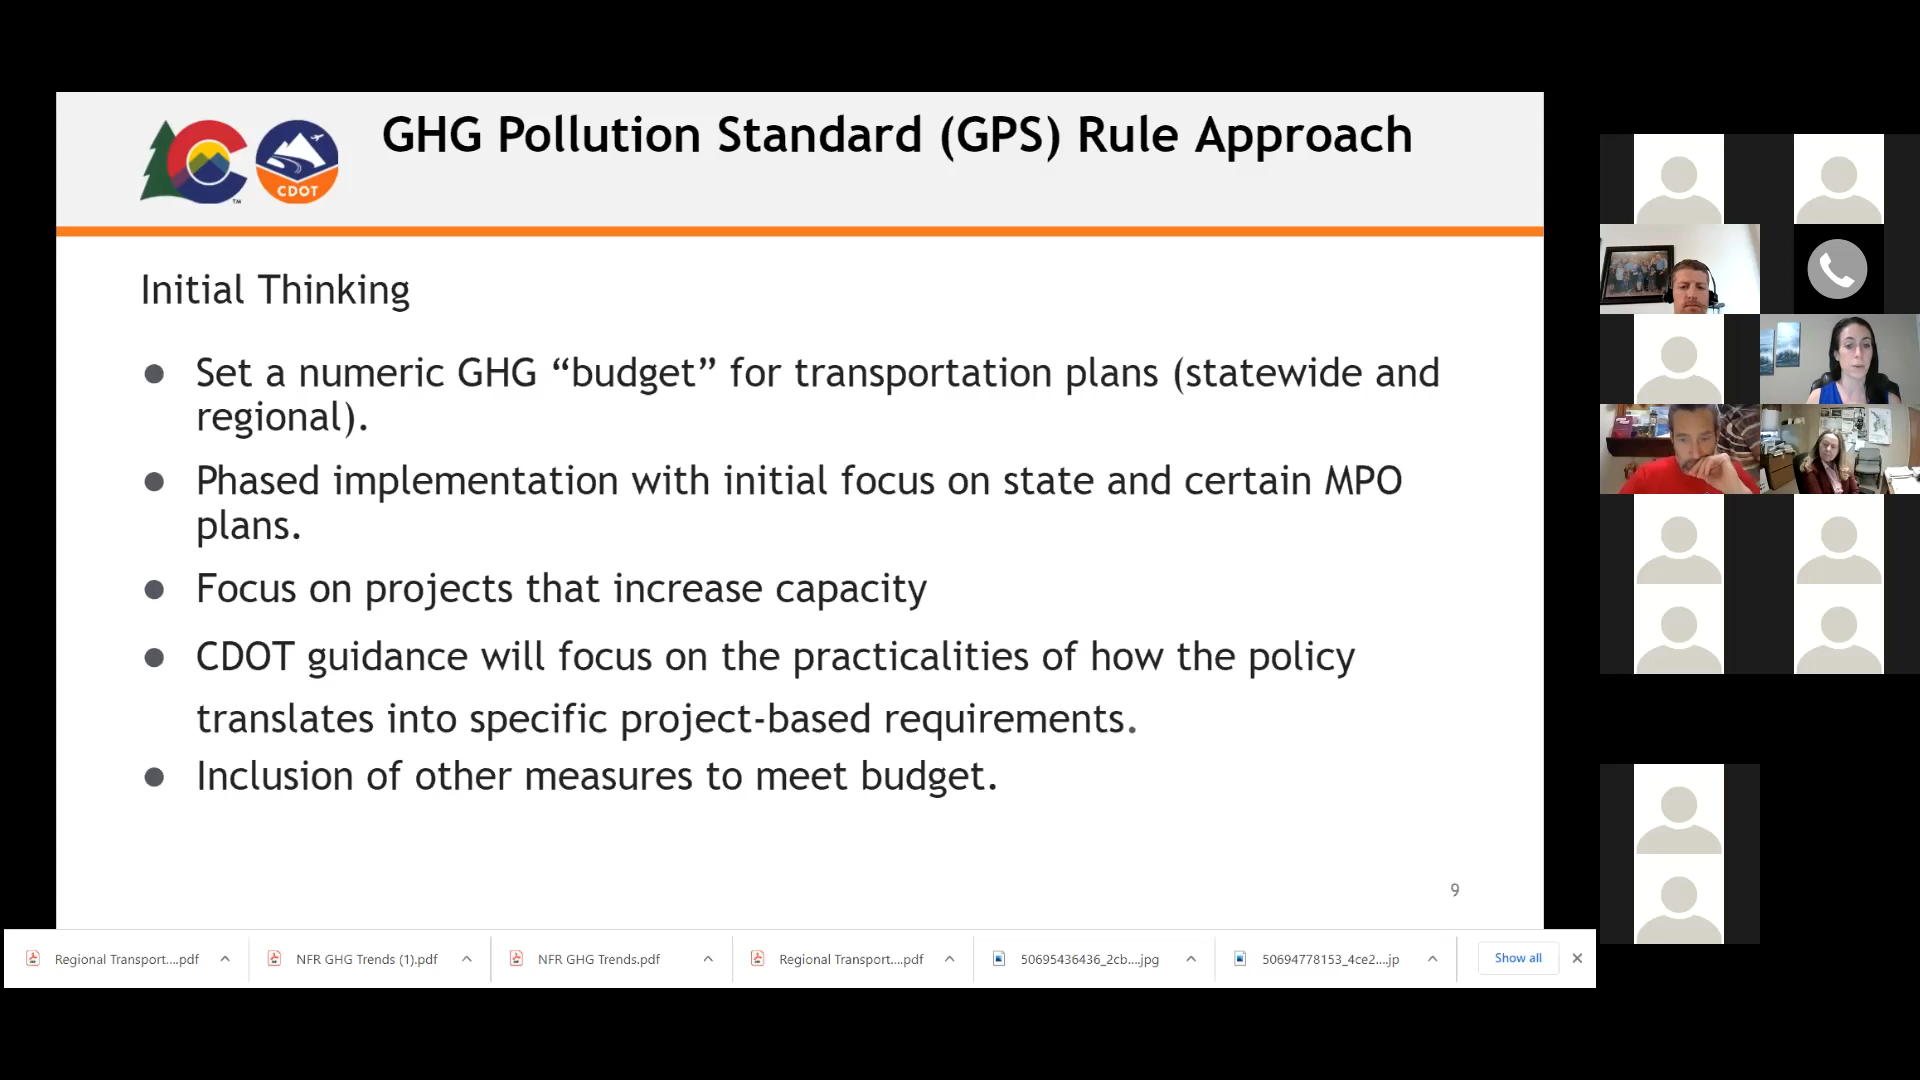 GHG Pollution Standard (GPS) Rule Approach
CDOT
TM
Initial Thinking
● Set a numeric GHG “budget” for transportation plans (statewide and
regional).
● Phased implementation with initial focus on state and certain MPO
plans.
● Focus on projects that increase capacity
● CDOT guidance will focus on the practicalities of how the policy
translates into specific project-based requirements.
● Inclusion of other measures to meet budget.
9
Regional Transport....pdf
NFR GHG Trends (1).pdf
NFR GHG Trends.pdf
Regional Transport....pdf
50695436436_2cb....jpg
50694778153_4ce2....jp
Show all